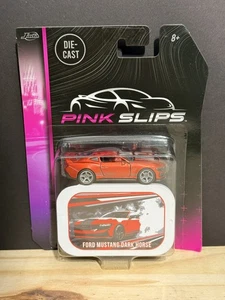 Jada
DIE-
CAST
8+
PINK SLIPS
FORD MUSTANG DARK HORSE